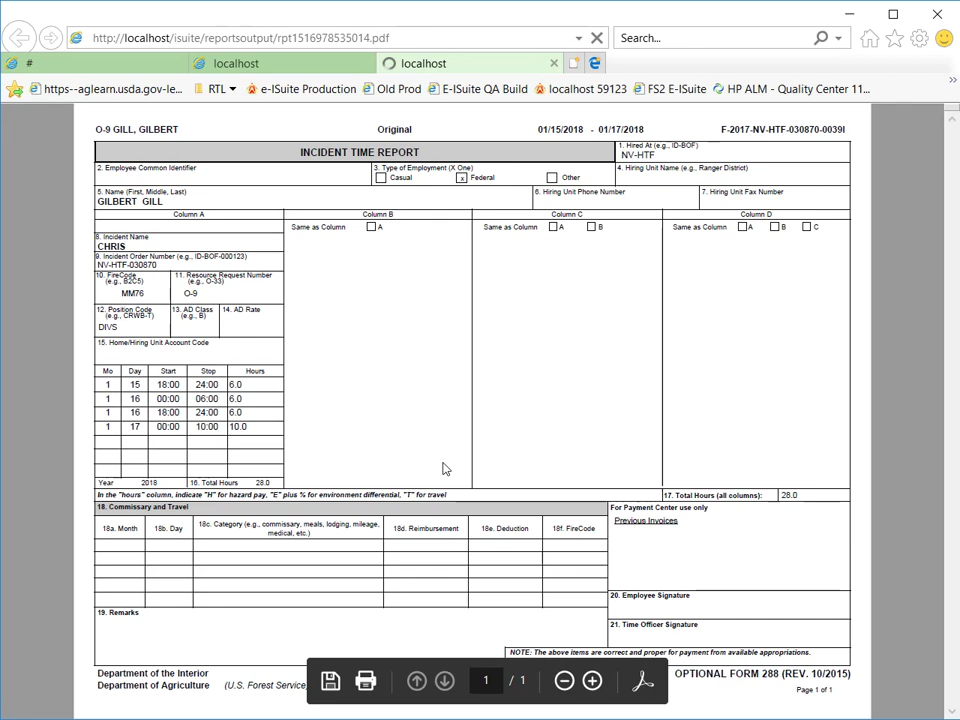 http://localhost/isuite/reportsoutput/rpt1516978535014.pdf
Search...
#
localhost
localhost
https--aglearn.usda.gov-le...
RTL
e-ISuite Production
Old Prod
E-ISuite QA Build
localhost 59123
FS2 E-ISuite
HP ALM - Quality Center 11...
O-9 GILL, GILBERT
Original
01/15/2018 - 01/17/2018
F-2017-NV-HTF-030870-0039I
INCIDENT TIME REPORT
1. Hired At (e.g., ID-BOF)
NV-HTF
2. Employee Common Identifier
3. Type of Employment (X One)
Casual
x Federal
Other
4. Hiring Unit Name (e.g., Ranger District)
5. Name (First, Middle, Last)
GILBERT GILL
6. Hiring Unit Phone Number
7. Hiring Unit Fax Number
Column A
Column B
Column C
Column D
Same as Column
A
Same as Column
A
B
Same as Column
A
B
C
8. Incident Name
CHRIS
9. Incident Order Number (e.g., ID-BOF-000123)
NV-HTF-030870
10. FireCode
(e.g., B2C5)
MM76
11. Resource Request Number
(e.g., O-33)
O-9
12. Position Code
(e.g., CRWB-T)
DIVS
13. AD Class
(e.g., B)
14. AD Rate
15. Home/Hiring Unit Account Code
Mo Day Start Stop Hours
1 15 18:00 24:00 6.0
1 16 00:00 06:00 6.0
1 16 18:00 24:00 6.0
1 17 00:00 10:00 10.0
Year 2018 16. Total Hours 28.0
In the "hours" column, indicate "H" for hazard pay, "E" plus % for environment differential, "T" for travel
17. Total Hours (all columns):
28.0
18. Commissary and Travel
For Payment Center use only
Previous Invoices
18a. Month
18b. Day
18c. Category (e.g., commissary, meals, lodging, mileage,
medical, etc.)
18d. Reimbursement
18e. Deduction
18f. FireCode
20. Employee Signature
19. Remarks
21. Time Officer Signature
NOTE: The above items are correct and proper for payment from available appropriations.
Department of the Interior
Department of Agriculture (U.S. Forest Service,
1 / 1
OPTIONAL FORM 288 (REV. 10/2015)
Page 1 of 1